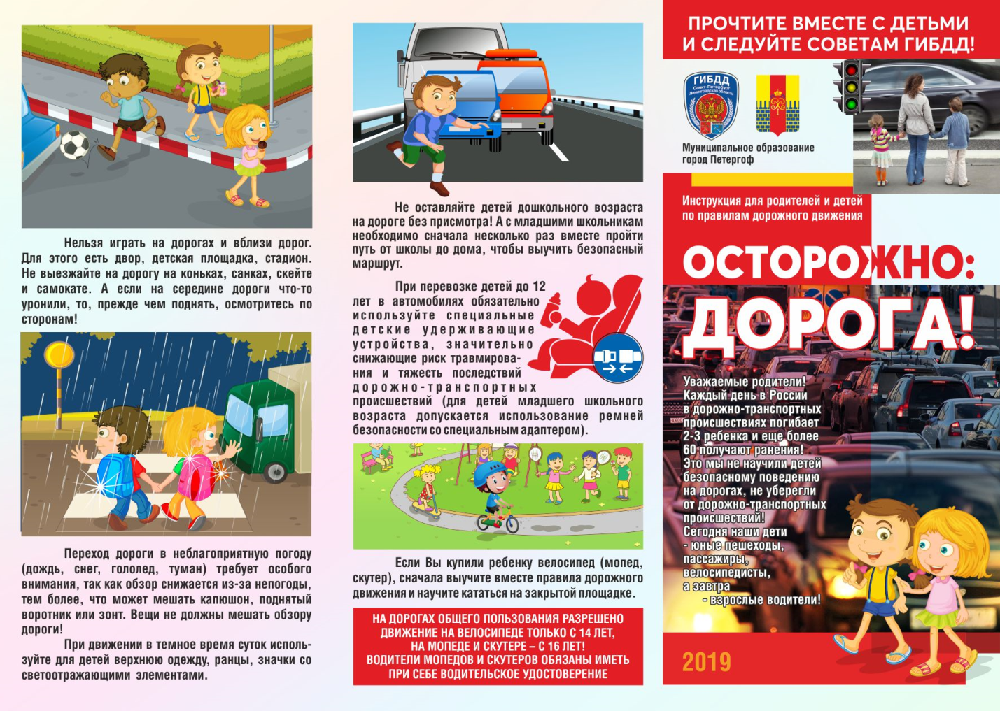 Нельзя играть на дорогах и вблизи дорог.
Для этого есть двор, детская площадка, стадион.
Не выезжайте на дорогу на коньках, санках, скейте
и самокате. А если на середине дороги что-то
уронили, то, прежде чем поднять, осмотритесь по
сторонам!
Переход дороги в неблагоприятную погоду
(дождь, снег, гололед, туман) требует особого
внимания, так как обзор снижается из-за непогоды,
тем более, что может мешать капюшон, поднятый
воротник или зонт. Вещи не должны мешать обзору
дороги!
При движении в темное время суток исполь-
зуйте для детей верхнюю одежду, ранцы, значки со
светоотражающими элементами.
Не оставляйте детей дошкольного возраста
на дороге без присмотра! А с младшими школьникам
необходимо сначала несколько раз вместе пройти
путь от школы до дома, чтобы выучить безопасный
маршрут.
При перевозке детей до 12
лет в автомобилях обязательно
используйте специальные
детские удерживающие
устройства, значительно
снижающие риск травмирова-
ния и тяжесть последствий
дорожно-транспортных
происшествий (для детей младшего школьного
возраста допускается использование ремней
безопасности со специальным адаптером).
Если Вы купили ребенку велосипед (мопед,
скутер), сначала выучите вместе правила дорожного
движения и научите кататься на закрытой площадке.
НА ДОРОГАХ ОБЩЕГО ПОЛЬЗОВАНИЯ РАЗРЕШЕНО
ДВИЖЕНИЕ НА ВЕЛОСИПЕДЕ ТОЛЬКО С 14 ЛЕТ,
НА МОПЕДЕ И СКУТЕРЕ – С 16 ЛЕТ!
ВОДИТЕЛИ МОПЕДОВ И СКУТЕРОВ ОБЯЗАНЫ ИМЕТЬ
ПРИ СЕБЕ ВОДИТЕЛЬСКОЕ УДОСТОВЕРЕНИЕ
ПРОЧТИТЕ ВМЕСТЕ С ДЕТЬМИ
И СЛЕДУЙТЕ СОВЕТАМ ГИБДД!
ГИБДД
Санкт-Петербург
Ленинградская область
Муниципальное образование
город Петергоф
Инструкция для родителей и детей
по правилам дорожного движения
ОСТОРОЖНО:
ДОРОГА!
Уважаемые родители!
Каждый день в России
в дорожно-транспортных
происшествиях погибает
2-3 ребенка и еще более
60 получают ранения!
Это мы не научили детей
безопасному поведению
на дорогах, не уберегли
от дорожно-транспортных
происшествий!
Сегодня наши дети
- юные пешеходы,
пассажиры,
велосипедисты,
а завтра
- взрослые водители!
2019